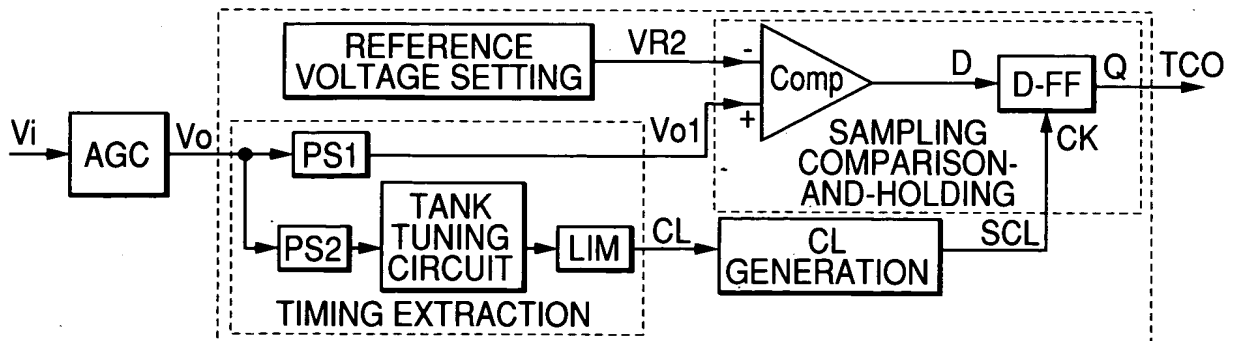 REFERENCE
VOLTAGE SETTING
VR2
-
Comp
+
D
D-FF
Q
TCO
CK
SAMPLING
COMPARISON-
AND-HOLDING
Vi
AGC
Vo
PS1
Vo1
PS2
TANK
TUNING
CIRCUIT
LIM
CL
CL
GENERATION
SCL
TIMING EXTRACTION